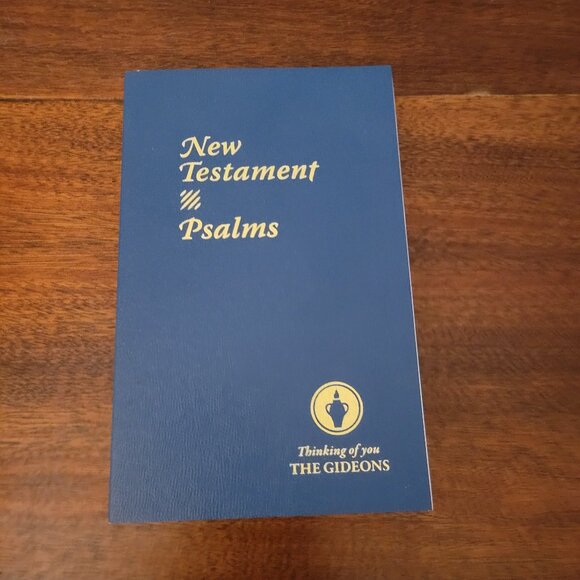 New
Testament
Psalms
Thinking of you
THE GIDEONS